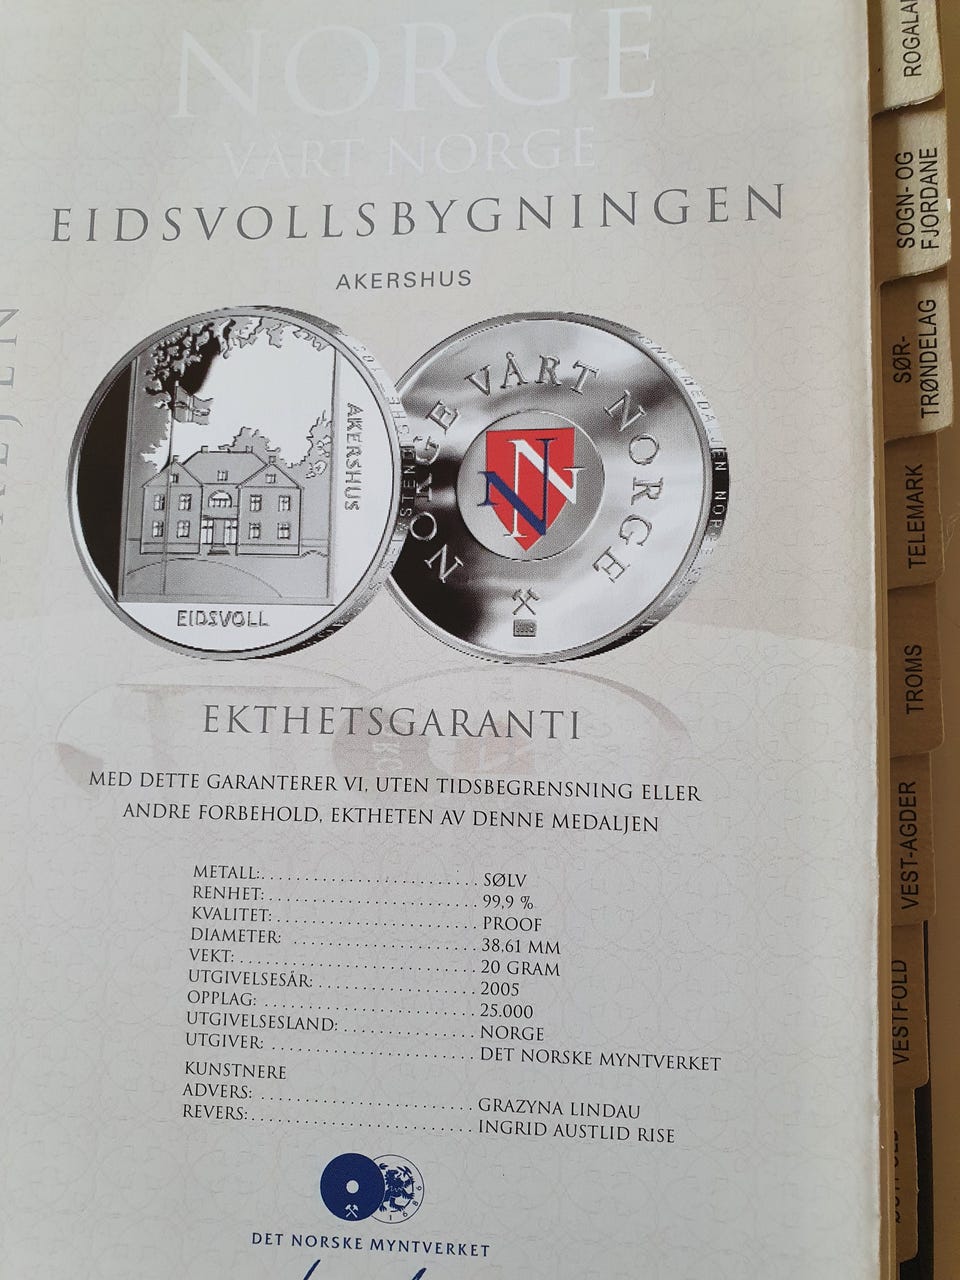 NORGE
VÅRT NORGE
EIDSVOLLSBYGNINGEN
AKERSHUS
AKERSHUS
EIDSVOLL
NORGE VÅRT NORGE
EKTHETSGARANTI
MED DETTE GARANTERER VI, UTEN TIDSBEGRENSNING ELLER
ANDRE FORBEHOLD, EKTHETEN AV DENNE MEDALJEN
METALL:........................ SØLV
RENHET:........................ 99,9 %
KVALITET:....................... PROOF
DIAMETER: ..................... 38,61 MM
VEKT:........................... 20 GRAM
UTGIVELSESÅR:.................. 2005
OPPLAG: ........................ 25.000
UTGIVELSESLAND:............... NORGE
UTGIVER: ....................... DET NORSKE MYNTVERKET
KUNSTNERE
ADVERS: ........................ GRAZYNA LINDAU
REVERS:......................... INGRID AUSTLID RISE
1686
DET NORSKE MYNTVERKET
SOGN- OG
FJORDANE
SØR-
TRØNDELAG
TELEMARK
TROMS
VEST-AGDER
VESTFOLD